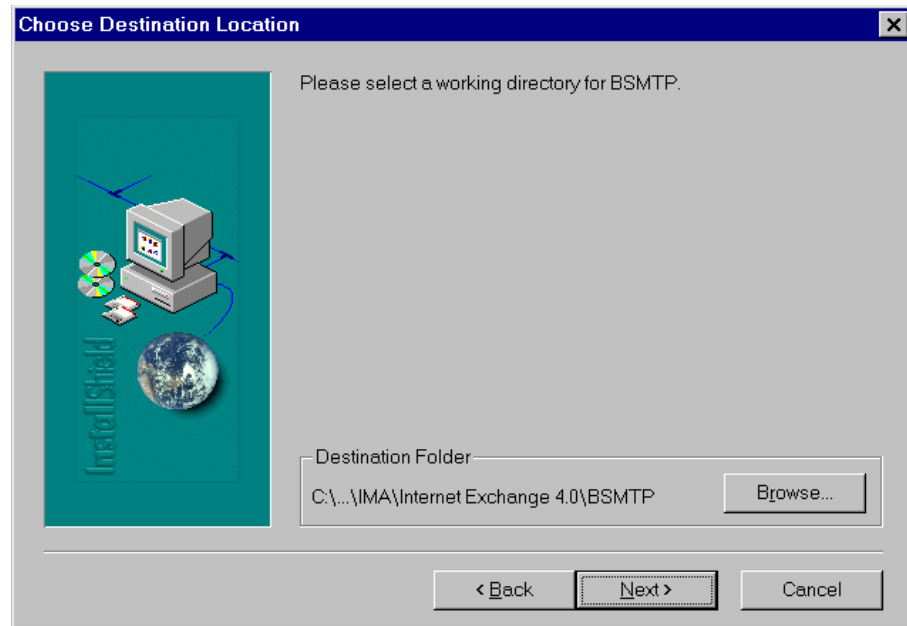 Choose Destination Location
Please select a working directory for BSMTP.
InstallShield
Destination Folder
C:\...\IMA\Internet Exchange 4.0\BSMTP
Browse...
< Back
Next >
Cancel